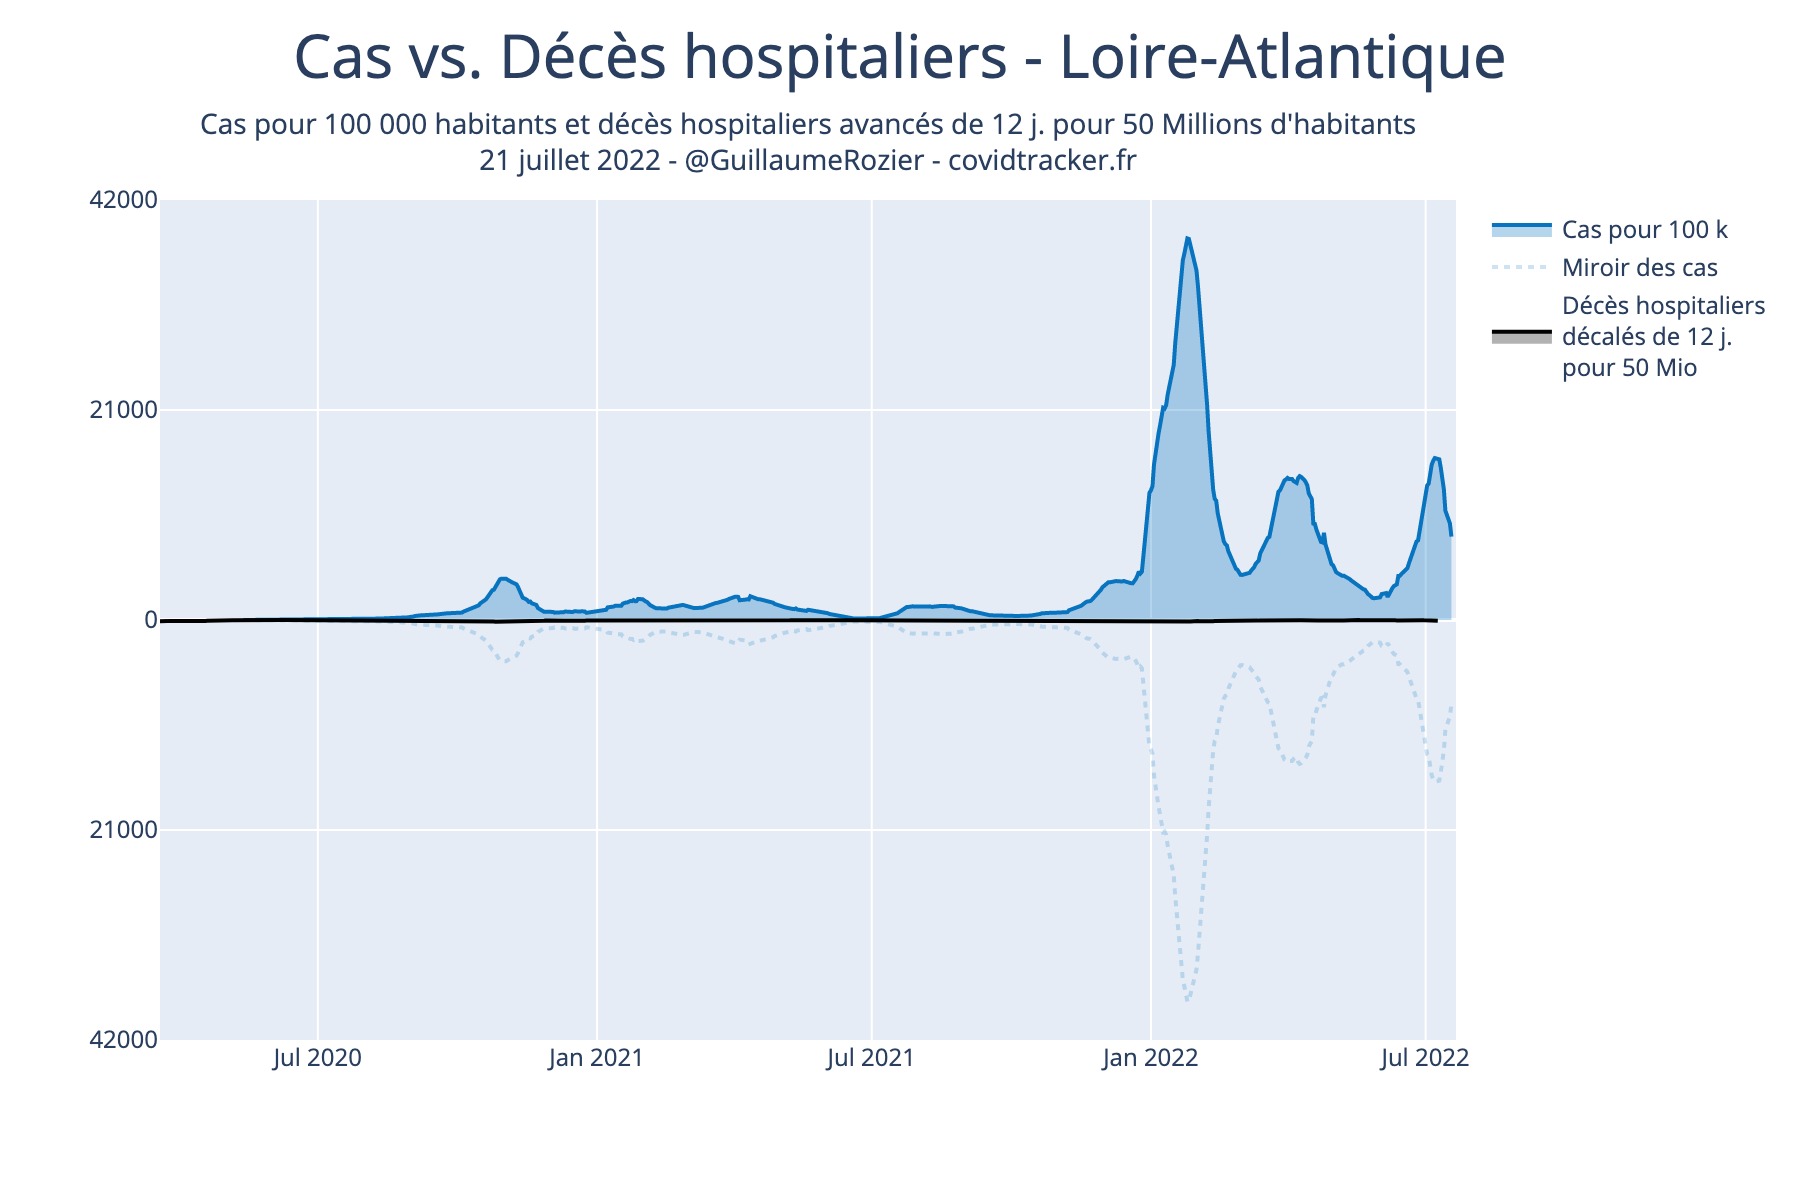 Cas vs. Décès hospitaliers - Loire-Atlantique
Cas pour 100 000 habitants et décès hospitaliers avancés de 12 j. pour 50 Millions d'habitants
21 juillet 2022 - @GuillaumeRozier - covidtracker.fr
42000
21000
0
21000
42000
Jul 2020
Jan 2021
Jul 2021
Jan 2022
Jul 2022
Cas pour 100 k
Miroir des cas
Décès hospitaliers
décalés de 12 j.
pour 50 Mio